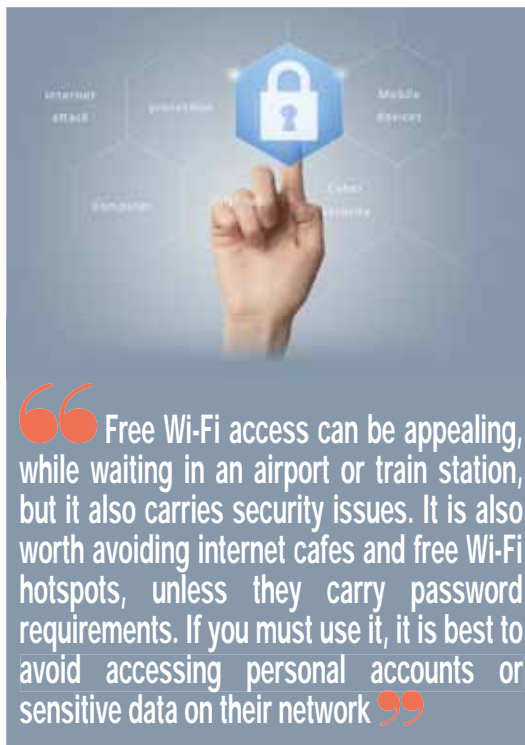 Internet
attack
protection
Mobile
devices
Computer
Cyber
security
“ Free Wi-Fi access can be appealing,
while waiting in an airport or train station,
but it also carries security issues. It is also
worth avoiding internet cafes and free Wi-Fi
hotspots, unless they carry password
requirements. If you must use it, it is best to
avoid accessing personal accounts or
sensitive data on their network ”